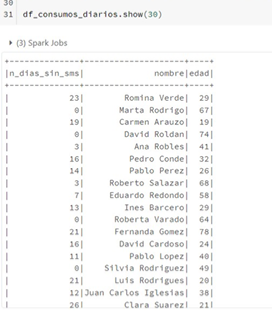 30
31 df_consumos_diarios.show(30)
(3) Spark Jobs
+--------------+--------------------+----+
|n_dias_sin_sms| nombre|edad|
+--------------+--------------------+----+
| 23| Romina Verde| 29|
| 0| Marta Rodrigo| 67|
| 19| Carmen Arauzo| 19|
| 0| David Roldan| 74|
| 3| Ana Robles| 41|
| 16| Pedro Conde| 32|
| 14| Pablo Perez| 26|
| 3| Roberto Salazar| 68|
| 7| Eduardo Redondo| 58|
| 13| Ines Barcero| 29|
| 0| Roberta Varado| 64|
| 21| Fernanda Gomez| 78|
| 16| David Cardoso| 24|
| 11| Pablo Lopez| 40|
| 0| Silvia Rodriguez| 49|
| 21| Luis Rodrigues| 20|
| 12|Juan Carlos Iglesias| 38|
| 26| Clara Suarez| 21|